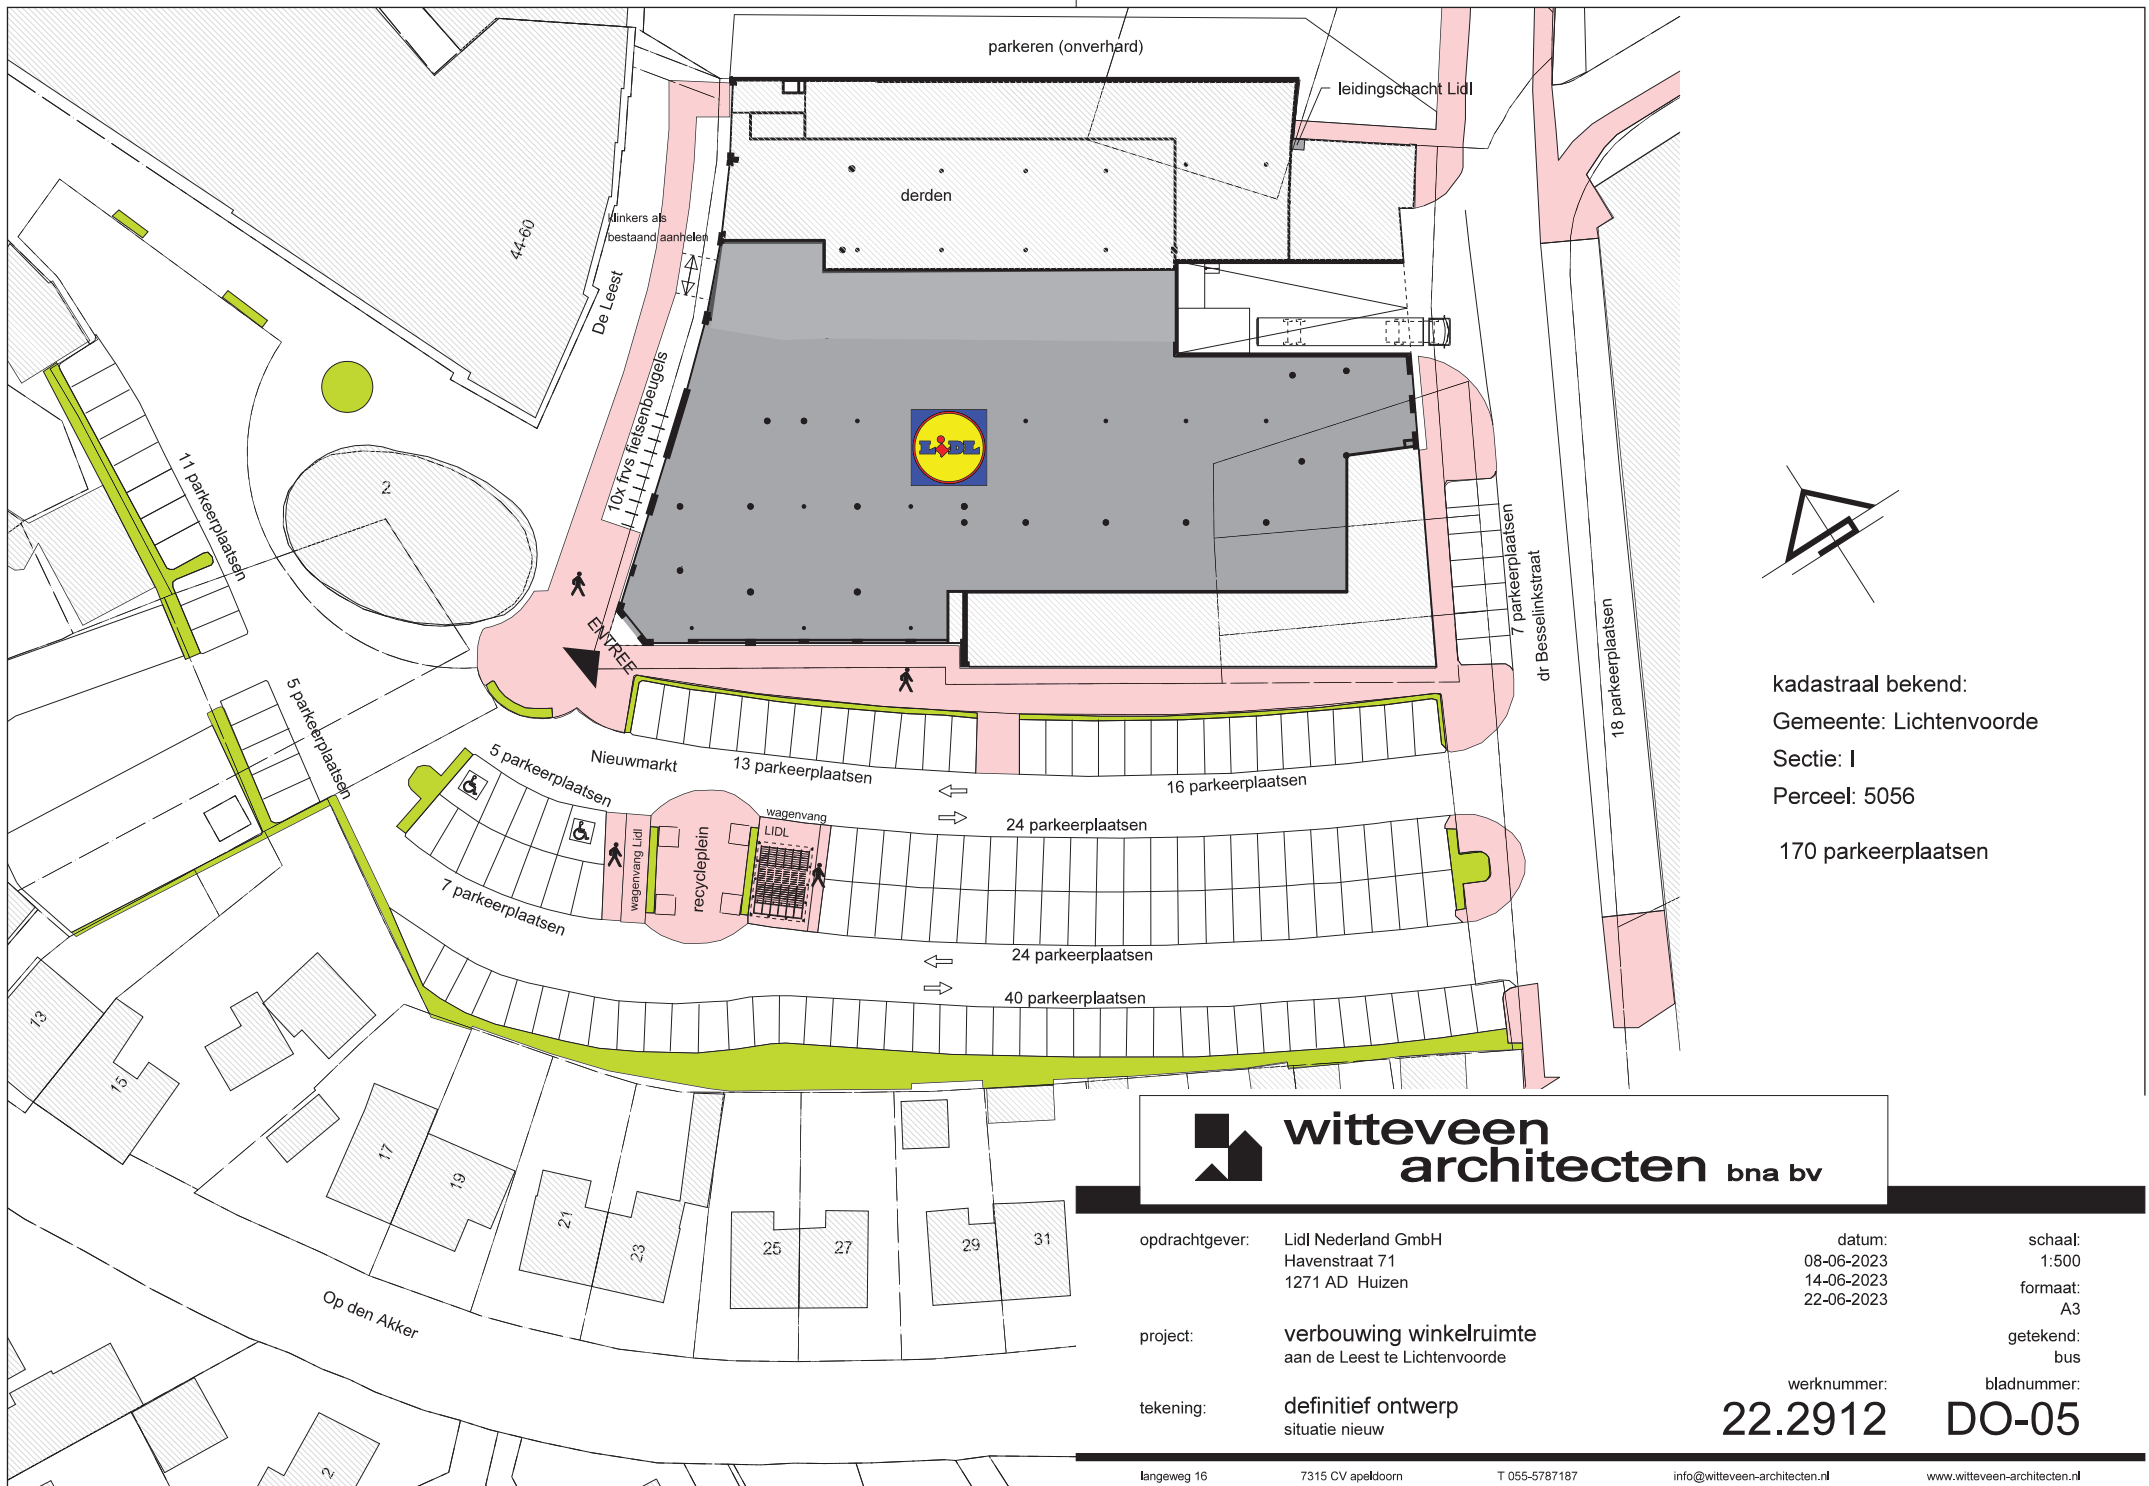 parkeren (onverhard)
leidingschacht Lidl
derden
44-60
klinkers als
bestaand aanhelen
De Leest
10x frvs fietsenbeugels
LIDL
2
11 parkeerplaatsen
5 parkeerplaatsen
ENTREE
7 parkeerplaatsen
dr Besselinkstraat
18 parkeerplaatsen
Nieuwmarkt
5 parkeerplaatsen
13 parkeerplaatsen
16 parkeerplaatsen
wagenvang
LIDL
wagenvang Lidl
recycleplein
24 parkeerplaatsen
7 parkeerplaatsen
24 parkeerplaatsen
40 parkeerplaatsen
kadastraal bekend:
Gemeente: Lichtenvoorde
Sectie: I
Perceel: 5056
170 parkeerplaatsen
13
15
17
19
21
23
25
27
29
31
2
Op den Akker
witteveen
architecten bna bv
opdrachtgever:
Lidl Nederland GmbH
Havenstraat 71
1271 AD Huizen
datum:
08-06-2023
14-06-2023
22-06-2023
schaal:
1:500
formaat:
A3
project:
verbouwing winkelruimte
aan de Leest te Lichtenvoorde
getekend:
bus
tekening:
definitief ontwerp
situatie nieuw
werknummer:
22.2912
bladnummer:
DO-05
langeweg 16
7315 CV apeldoorn
T 055-5787187
info@witteveen-architecten.nl
www.witteveen-architecten.nl